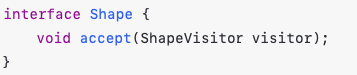 interface Shape {
    void accept(ShapeVisitor visitor);
}